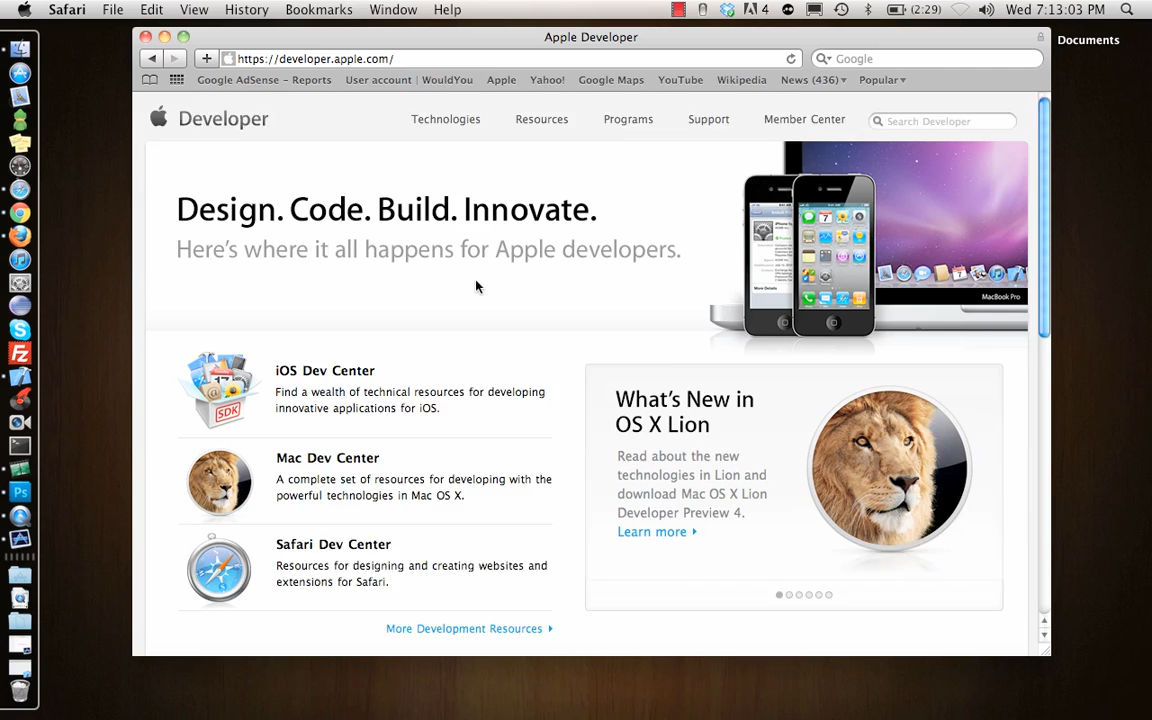 Safari File Edit View History Bookmarks Window Help 4 (2:29) Wed 7:13:03 PM
Documents
Apple Developer
https://developer.apple.com/
Google
Google AdSense – Reports User account | WouldYou Apple Yahoo! Google Maps YouTube Wikipedia News (436) Popular
Developer
Technologies Resources Programs Support Member Center
Search Developer
Design. Code. Build. Innovate.
Here's where it all happens for Apple developers.
MacBook Pro
iOS Dev Center
Find a wealth of technical resources for developing
innovative applications for iOS.
SDK
Mac Dev Center
A complete set of resources for developing with the
powerful technologies in Mac OS X.
Safari Dev Center
Resources for designing and creating websites and
extensions for Safari.
More Development Resources
What's New in
OS X Lion
Read about the new
technologies in Lion and
download Mac OS X Lion
Developer Preview 4.
Learn more
Fz
Ps